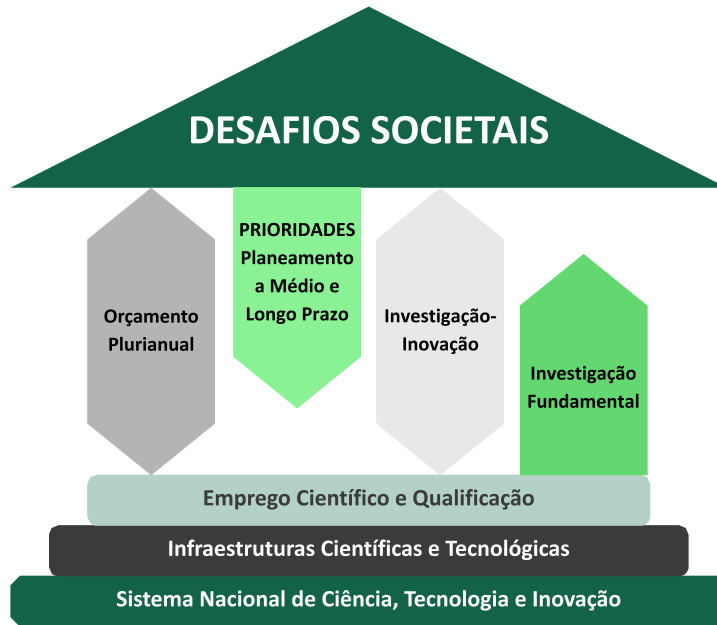 DESAFIOS SOCIETAIS
Orçamento
Plurianual
PRIORIDADES
Planeamento
a Médio e
Longo Prazo
Investigação-
Inovação
Investigação
Fundamental
Emprego Científico e Qualificação
Infraestruturas Científicas e Tecnológicas
Sistema Nacional de Ciência, Tecnologia e Inovação